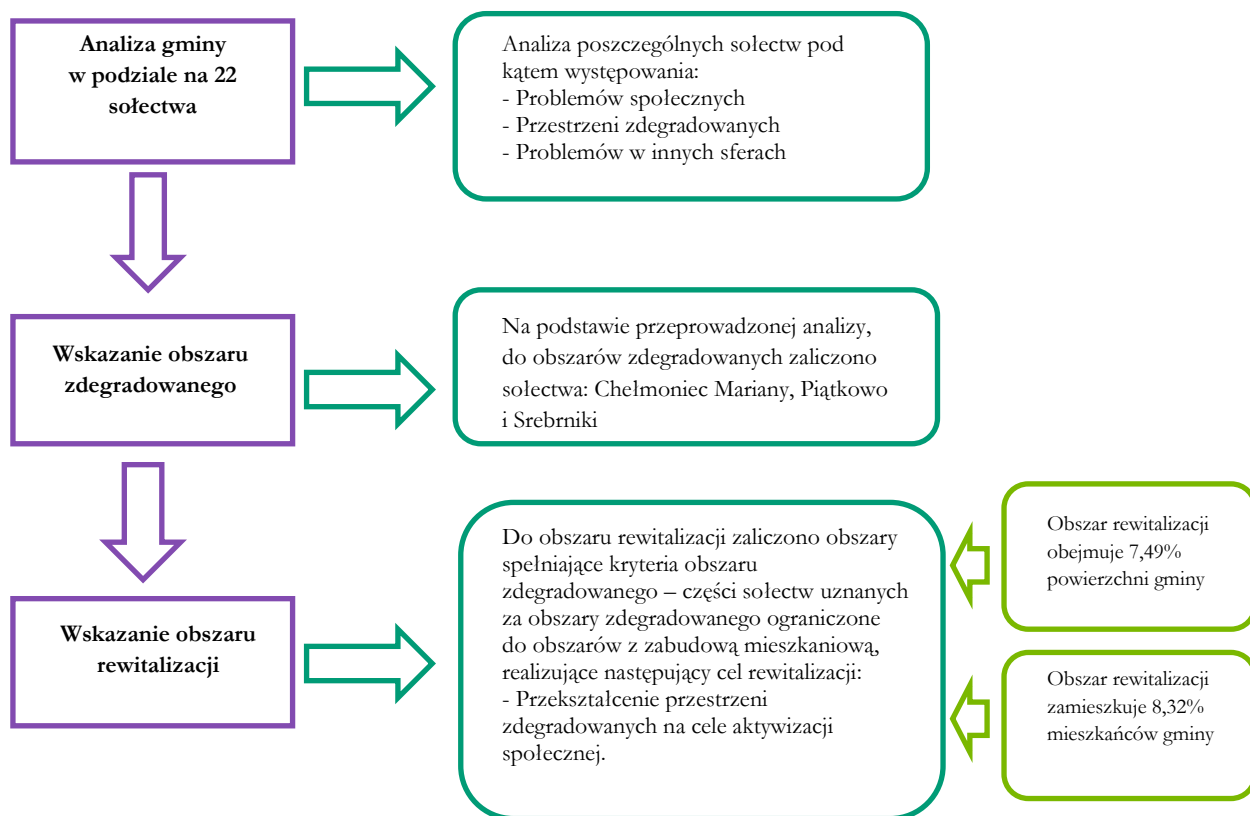 Analiza gminy
w podziale na 22
sołectwa
Analiza poszczególnych sołectw pod
kątem występowania:
- Problemów społecznych
- Przestrzeni zdegradowanych
- Problemów w innych sferach
Wskazanie obszaru
zdegradowanego
Na podstawie przeprowadzonej analizy,
do obszarów zdegradowanych zaliczono
sołectwa: Chełmoniec Mariany, Piątkowo
i Srebrniki
Wskazanie obszaru
rewitalizacji
Do obszaru rewitalizacji zaliczono obszary
spełniające kryteria obszaru
zdegradowanego – części sołectw uznanych
za obszary zdegradowanego ograniczone
do obszarów z zabudową mieszkaniową,
realizujące następujący cel rewitalizacji:
- Przekształcenie przestrzeni
zdegradowanych na cele aktywizacji
społecznej.
Obszar rewitalizacji
obejmuje 7,49%
powierzchni gminy
Obszar rewitalizacji
zamieszkuje 8,32%
mieszkańców gminy